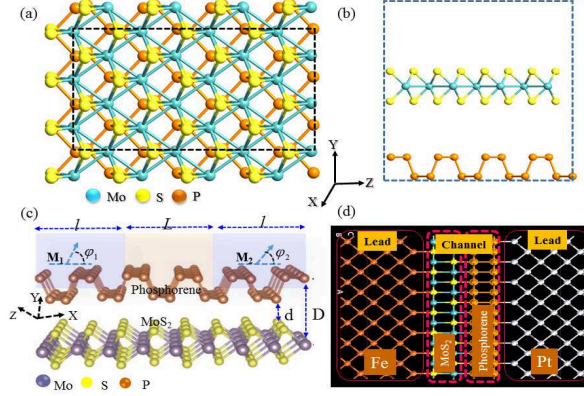 (a)
Mo S P
Y
Z
X
(b)
(c)
l L l
M₁ φ₁
M₂ φ₂
Phosphorene
d
D
Y
Z X
MoS₂
Mo S P
(d)
Lead Channel Lead
MoS₂
Phosphorene
Fe Pt